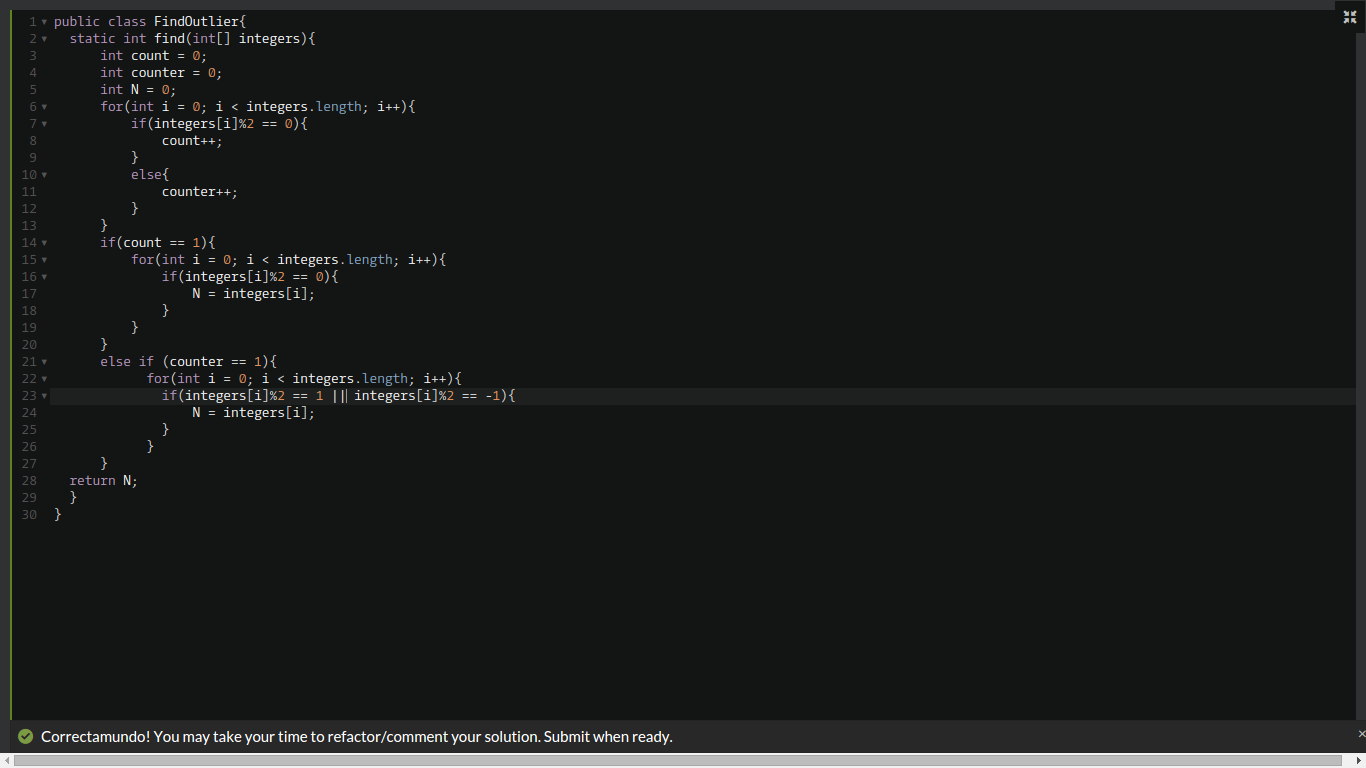 1 public class FindOutlier{
2 static int find(int[] integers){
3 int count = 0;
4 int counter = 0;
5 int N = 0;
6 for(int i = 0; i < integers.length; i++){
7 if(integers[i]%2 == 0){
8 count++;
9 }
10 else{
11 counter++;
12 }
13 }
14 if(count == 1){
15 for(int i = 0; i < integers.length; i++){
16 if(integers[i]%2 == 0){
17 N = integers[i];
18 }
19 }
20 }
21 else if (counter == 1){
22 for(int i = 0; i < integers.length; i++){
23 if(integers[i]%2 == 1 || integers[i]%2 == -1){
24 N = integers[i];
25 }
26 }
27 }
28 return N;
29 }
30 }
Correctamundo! You may take your time to refactor/comment your solution. Submit when ready.